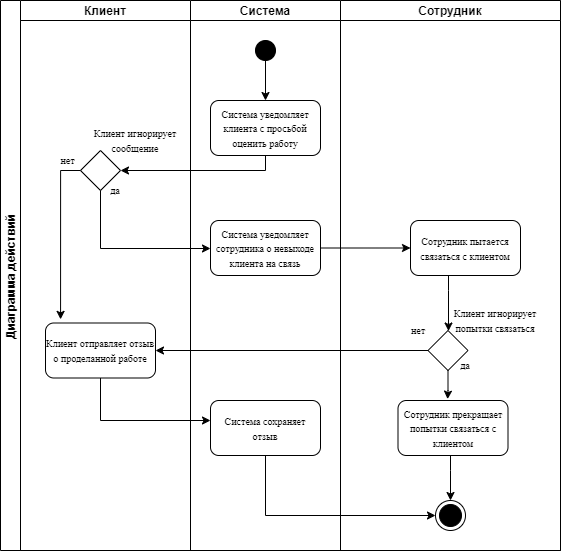 Клиент
Система
Сотрудник
Диаграмма действий
Система уведомляет
клиента с просьбой
оценить работу
Клиент игнорирует
сообщение
нет
да
Система уведомляет
сотрудника о невыходе
клиента на связь
Сотрудник пытается
связаться с клиентом
Клиент игнорирует
попытки связаться
нет
да
Клиент отправляет отзыв
о проделанной работе
Система сохраняет
отзыв
Сотрудник прекращает
попытки связаться с
клиентом